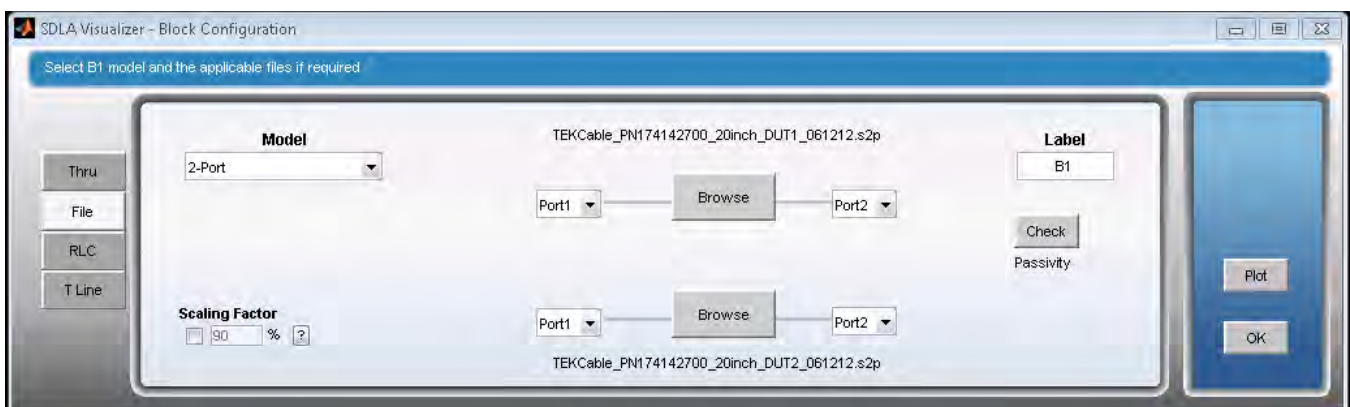 SDLA Visualizer - Block Configuration
Select B1 model and the applicable files if required
Thru
File
RLC
T Line
Model
2-Port
Scaling Factor
90 % ?
TEKCable_PN174142700_20inch_DUT1_061212.s2p
Port1 Browse Port2
Port1 Browse Port2
TEKCable_PN174142700_20inch_DUT2_061212.s2p
Label
B1
Check
Passivity
Plot
OK